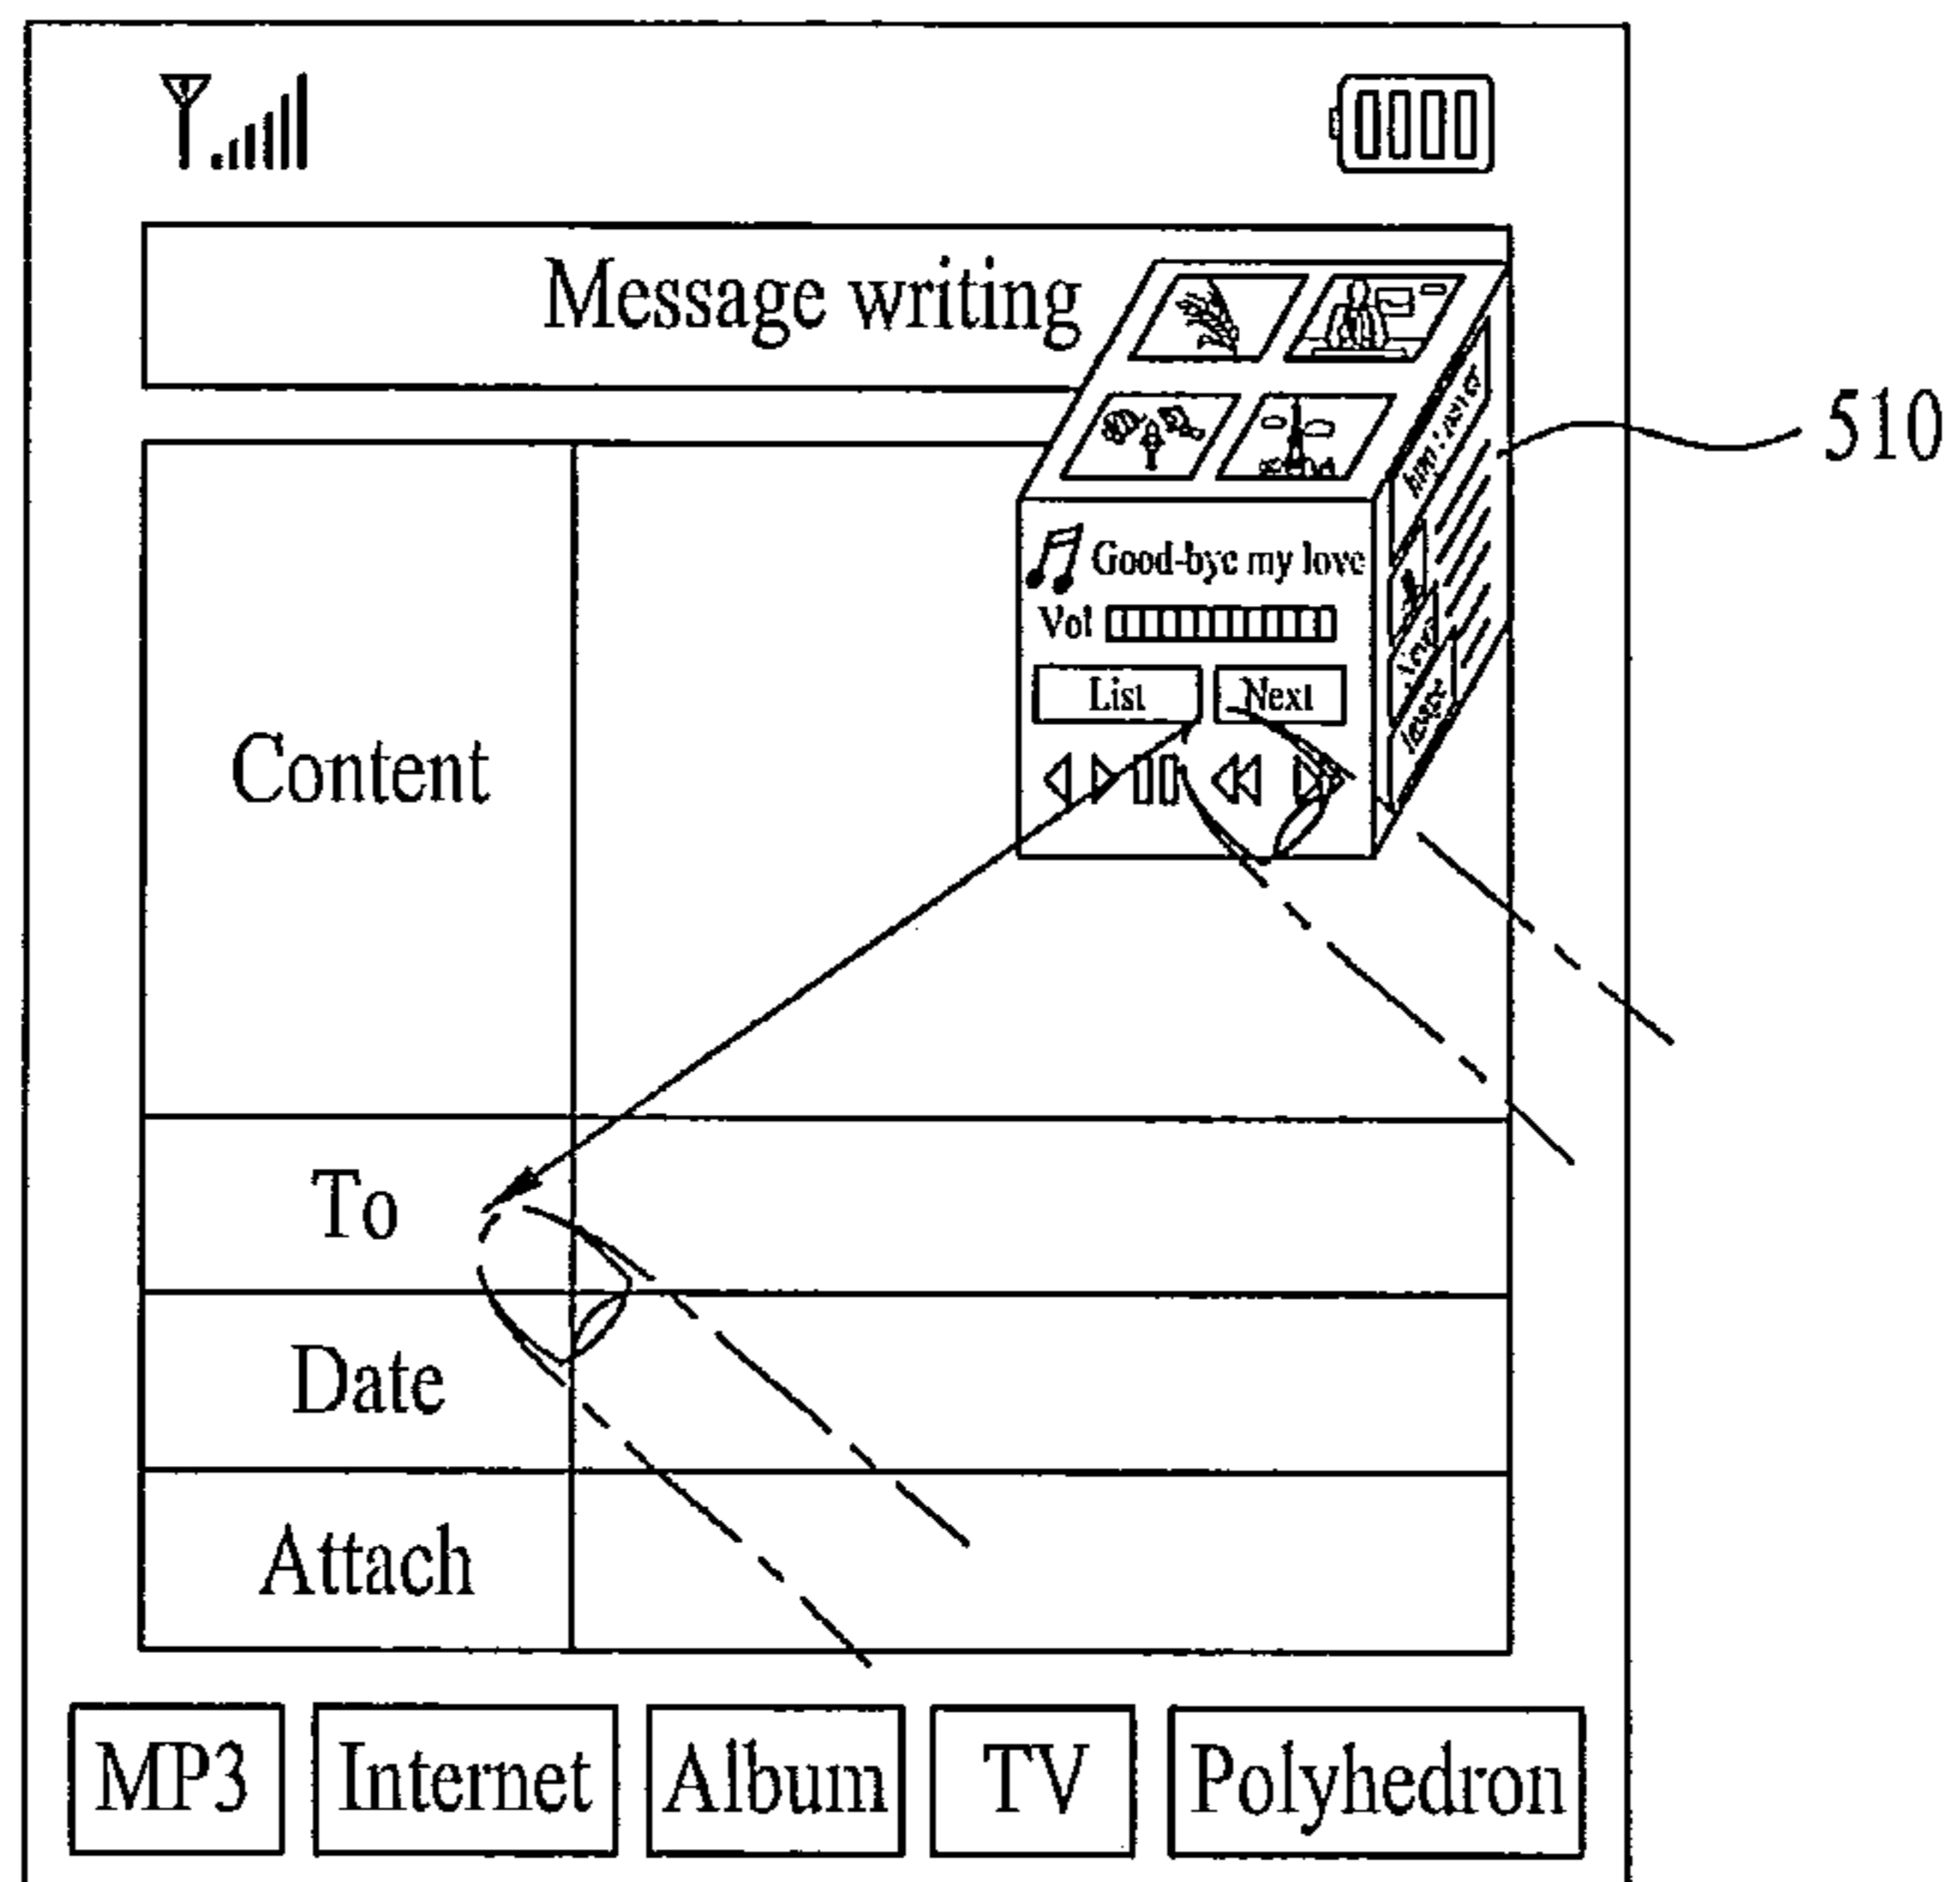 Message writing
510
Good-bye my love
Vol
List Next
Content
To
Date
Attach
MP3 Internet Album TV Polyhedron